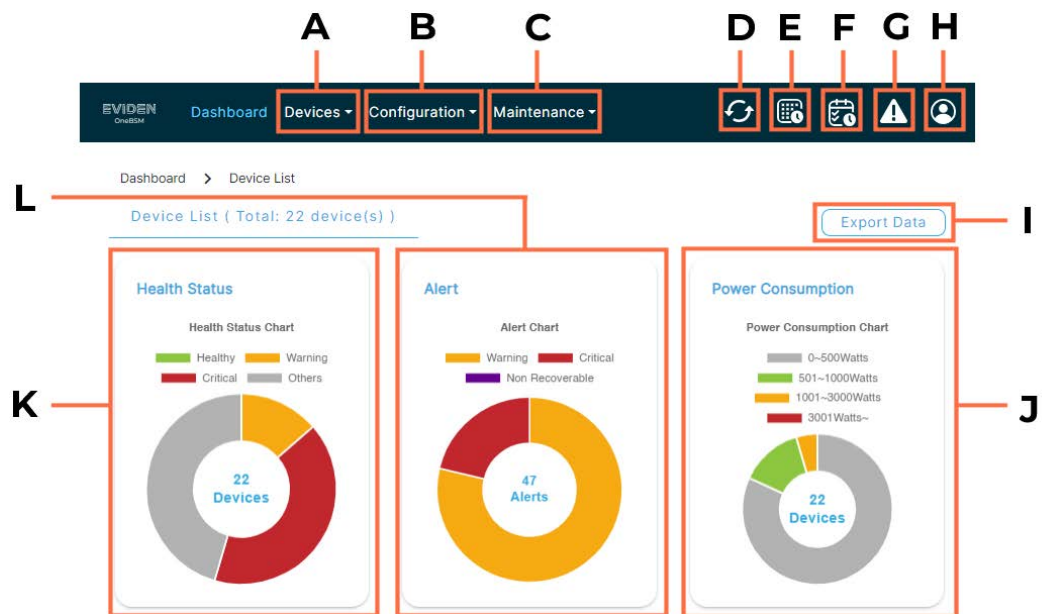 A B C D E F G H
EVIDEN
OneBSM
Dashboard Devices Configuration Maintenance
Dashboard > Device List
L
Device List ( Total: 22 device(s) )
Export Data
I
Health Status
Health Status Chart
Healthy Warning
Critical Others
22
Devices
K
Alert
Alert Chart
Warning Critical
Non Recoverable
47
Alerts
Power Consumption
Power Consumption Chart
0~500Watts
501~1000Watts
1001~3000Watts
3001Watts~
22
Devices
J